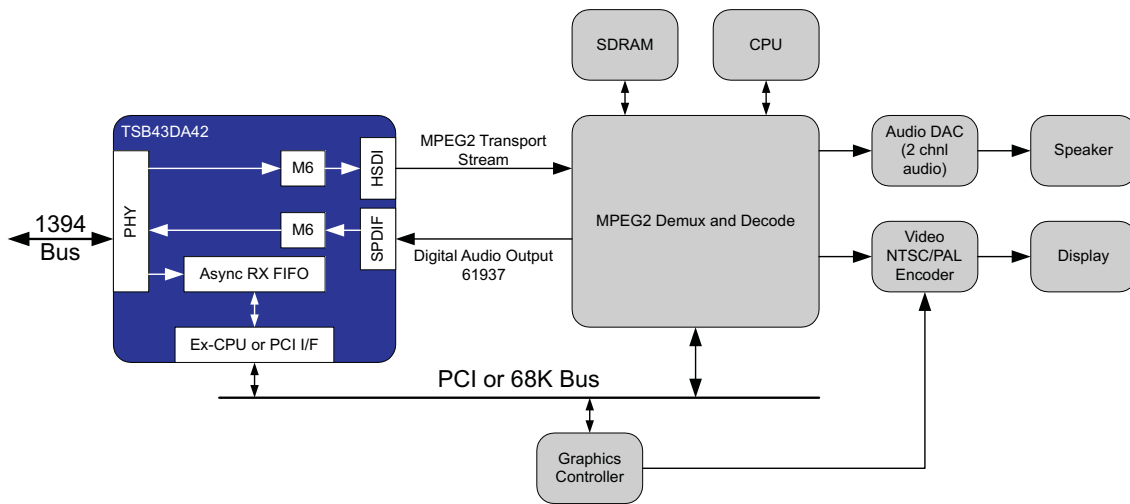 SDRAM
CPU
TSB43DA42
MPEG2 Transport
Stream
Audio DAC
(2 chnl
audio)
Speaker
M6
HSDI
PHY
MPEG2 Demux and Decode
1394
Bus
M6
SPDIF
Digital Audio Output
61937
Video
NTSC/PAL
Encoder
Display
Async RX FIFO
Ex-CPU or PCI I/F
PCI or 68K Bus
Graphics
Controller